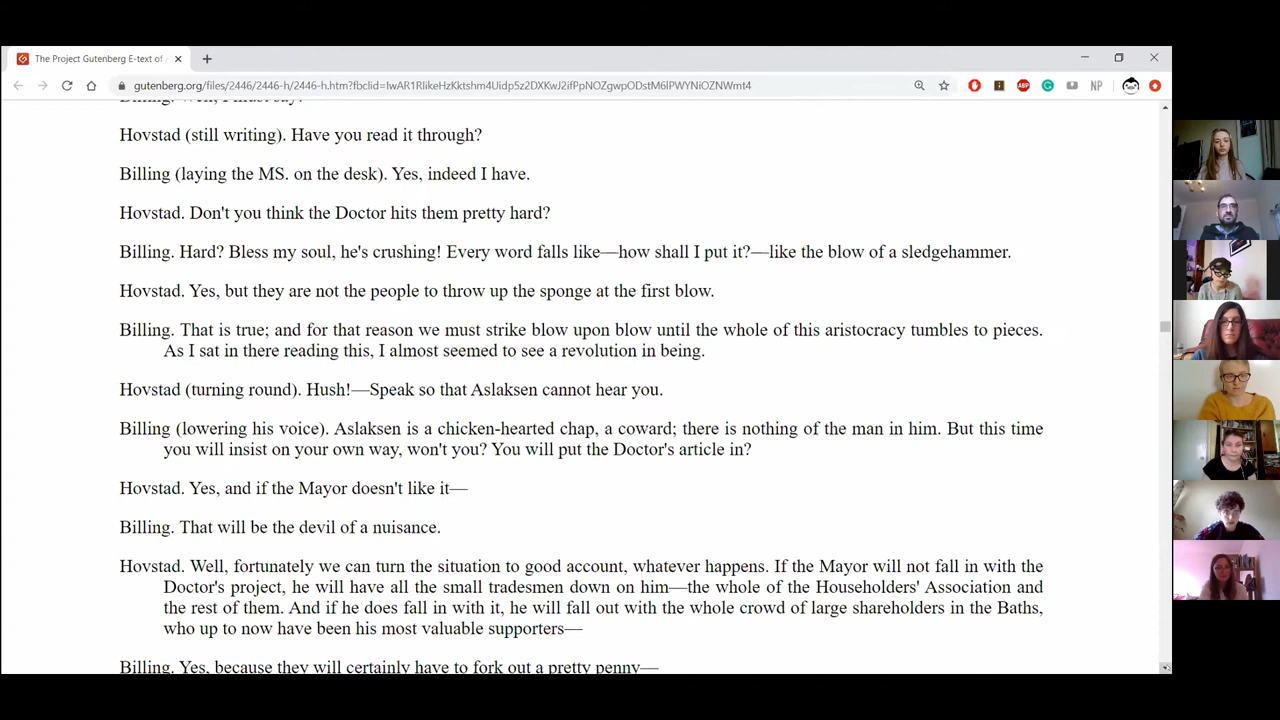 The Project Gutenberg E-text of
gutenberg.org/files/2446/2446-h/2446-h.htm?fbclid=IwAR1RlikeHzKktshm4Uidp5z2DXKwJ2ifPpNOZgwpODstM6lPWYNiOZNWmt4
ABP
NP
Billing. Well, I must say!
Hovstad (still writing). Have you read it through?
Billing (laying the MS. on the desk). Yes, indeed I have.
Hovstad. Don't you think the Doctor hits them pretty hard?
Billing. Hard? Bless my soul, he's crushing! Every word falls like—how shall I put it?—like the blow of a sledgehammer.
Hovstad. Yes, but they are not the people to throw up the sponge at the first blow.
Billing. That is true; and for that reason we must strike blow upon blow until the whole of this aristocracy tumbles to pieces.
As I sat in there reading this, I almost seemed to see a revolution in being.
Hovstad (turning round). Hush!—Speak so that Aslaksen cannot hear you.
Billing (lowering his voice). Aslaksen is a chicken-hearted chap, a coward; there is nothing of the man in him. But this time
you will insist on your own way, won't you? You will put the Doctor's article in?
Hovstad. Yes, and if the Mayor doesn't like it—
Billing. That will be the devil of a nuisance.
Hovstad. Well, fortunately we can turn the situation to good account, whatever happens. If the Mayor will not fall in with the
Doctor's project, he will have all the small tradesmen down on him—the whole of the Householders' Association and
the rest of them. And if he does fall in with it, he will fall out with the whole crowd of large shareholders in the Baths,
who up to now have been his most valuable supporters—
Billing. Yes, because they will certainly have to fork out a pretty penny—